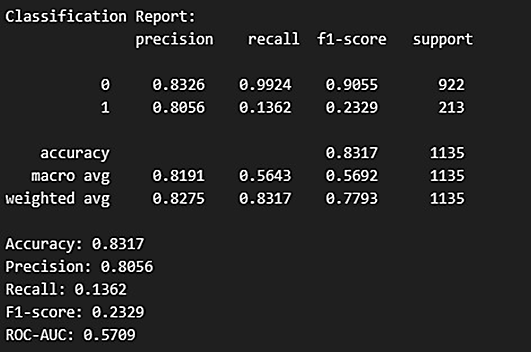 Classification Report:
precision recall f1-score support
0 0.8326 0.9924 0.9055 922
1 0.8056 0.1362 0.2329 213
accuracy 0.8317 1135
macro avg 0.8191 0.5643 0.5692 1135
weighted avg 0.8275 0.8317 0.7793 1135
Accuracy: 0.8317
Precision: 0.8056
Recall: 0.1362
F1-score: 0.2329
ROC-AUC: 0.5709